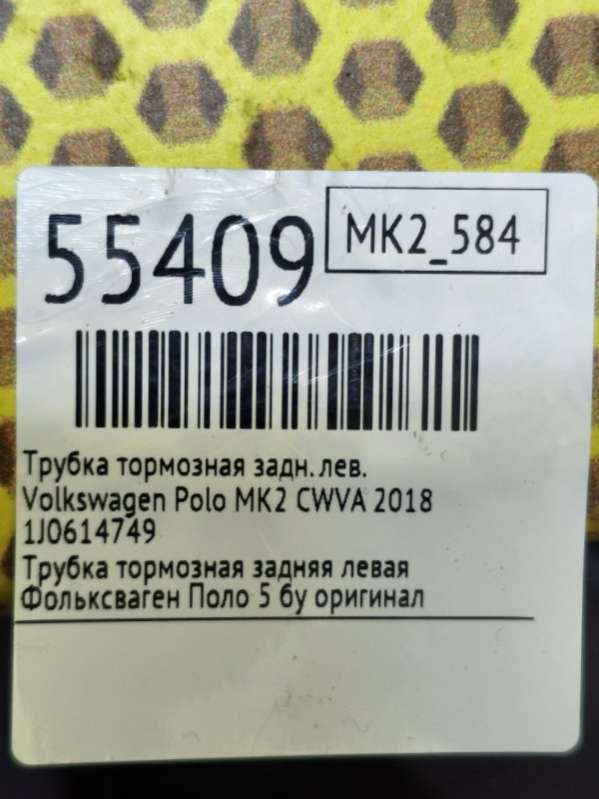 55409
MK2_584
Трубка тормозная задн.лев.
Volkswagen Polo MK2 CWVA 2018
1J0614749
Трубка тормозная задняя левая
Фольксваген Поло 5 бу оригинал